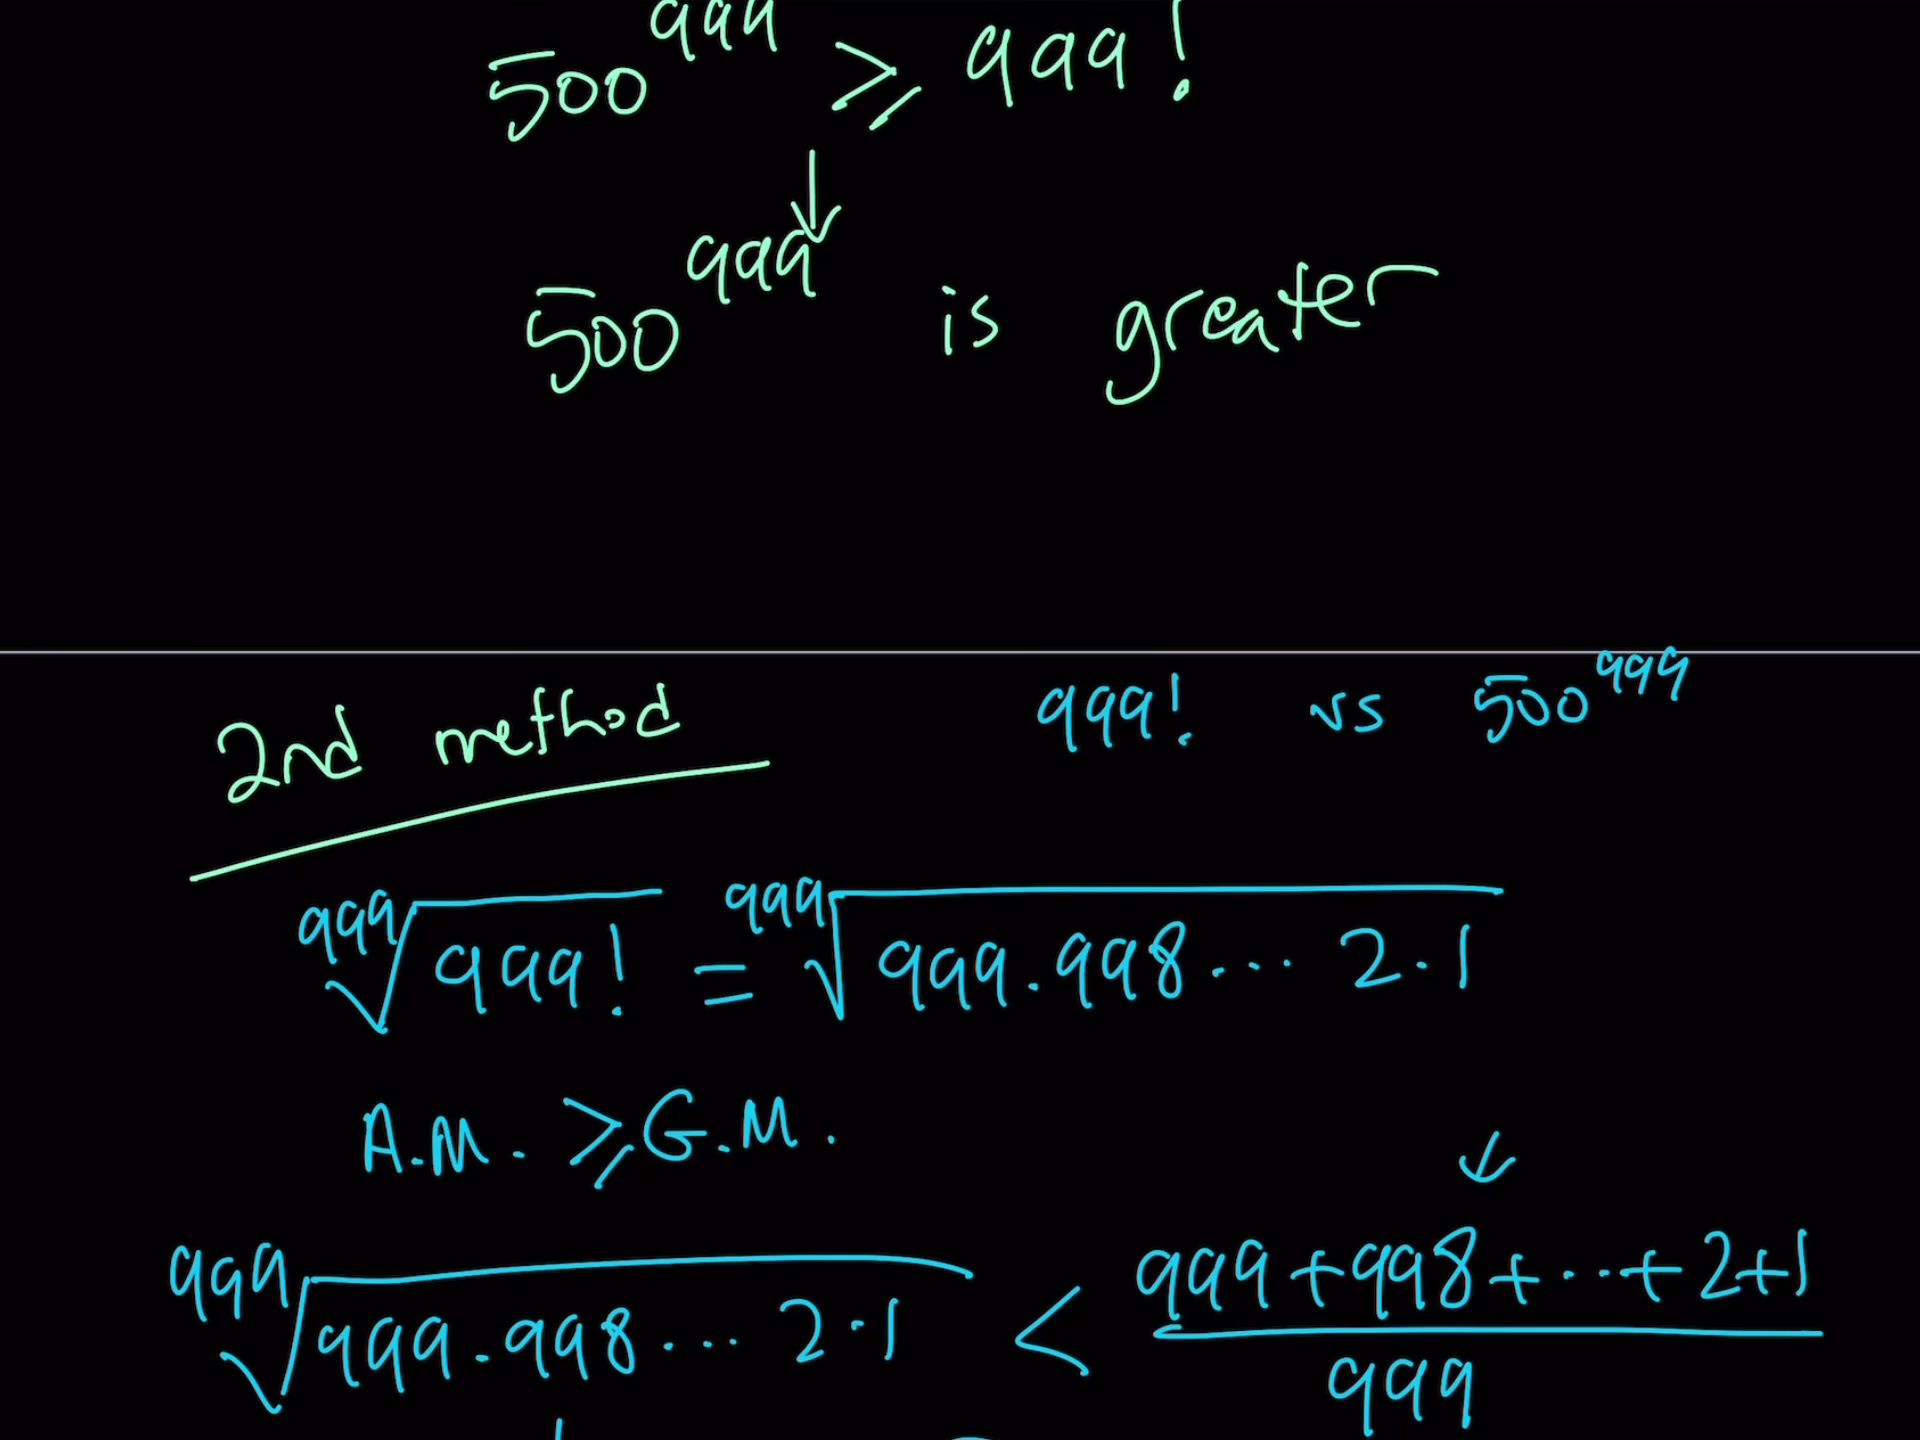 500^999 ⩾ 999!
↓
500^999 is greater
2nd method 999! vs 500^999
⁹⁹⁹√999! = ⁹⁹⁹√999.998... 2.1
A.M. ⩾ G.M.
↓
⁹⁹⁹√999.998... 2.1 < (999+998+...+2+1)/999